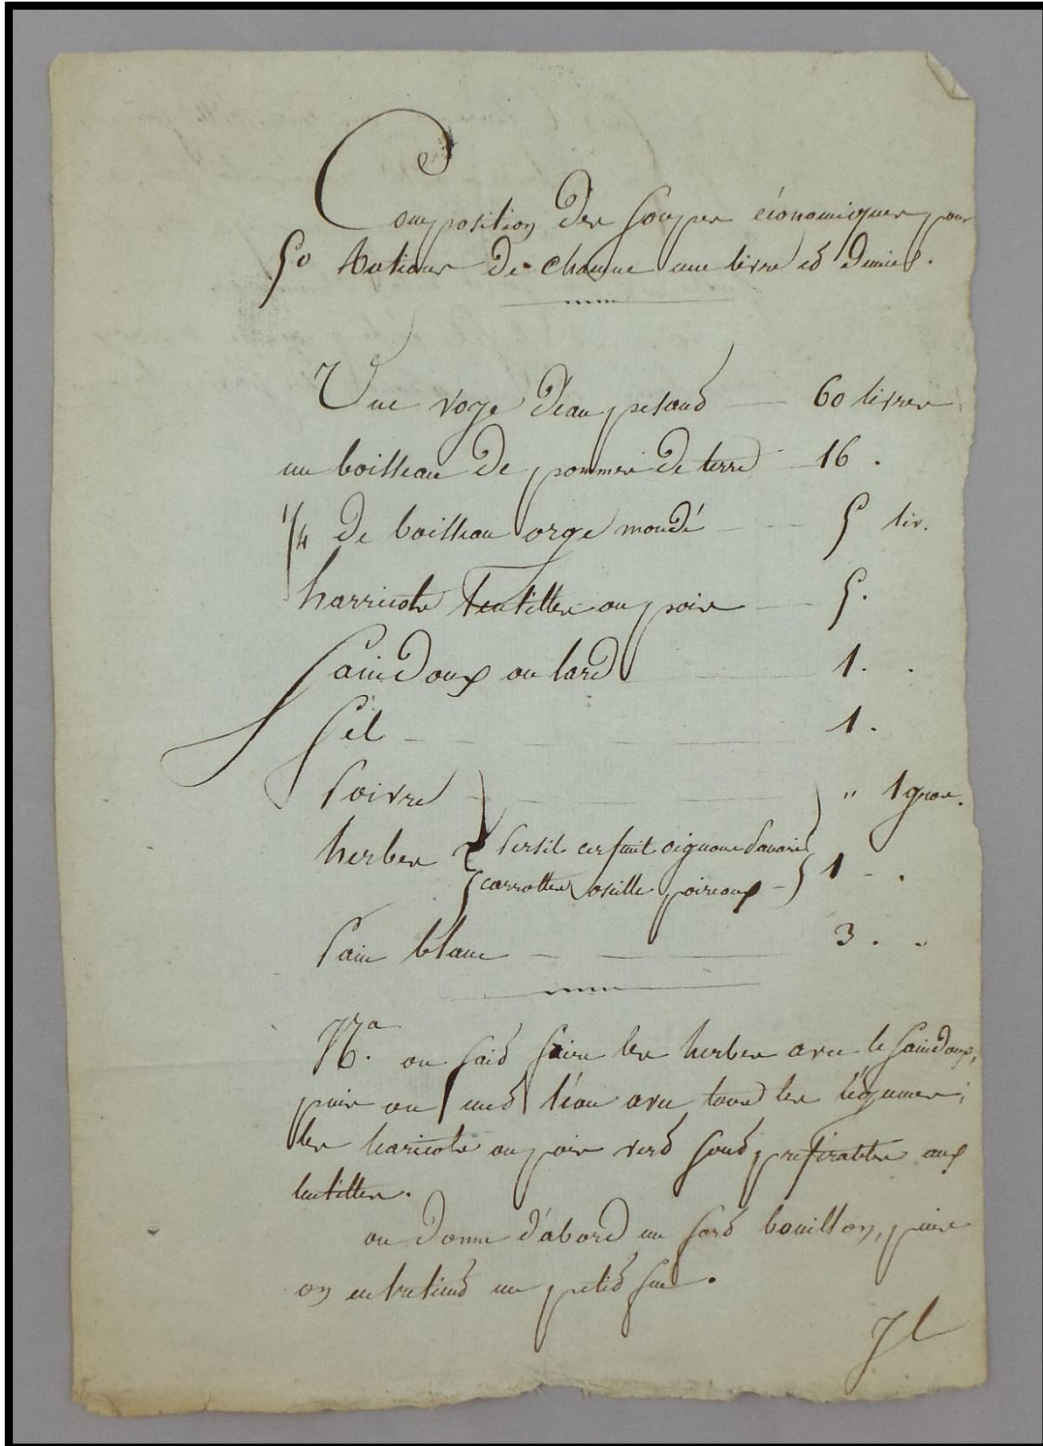 Composition des soupes économiques pour
50 Rations de chacune une livre et demie.
Une voye d'eau pesant 60 livres
un boisseau de pommes de terre 16.
1/4 de boisseau orge mondé 5 liv.
harricots lentilles ou pois 5.
Saindoux ou lard 1.
Sel 1.
Poivre " 1 gros.
herbes { Persil cerfeuil oignons Panais
carrottes oseille poireaux } 1
Pain blanc 3.
Na. on fait frire les herbes avec le saindoux,
puis on met l'eau avec tous les légumes;
les haricots ou pois verts sont préférables aux
lentilles.
on donne d'abord un fort bouillon, puis
on entretient un petit feu.